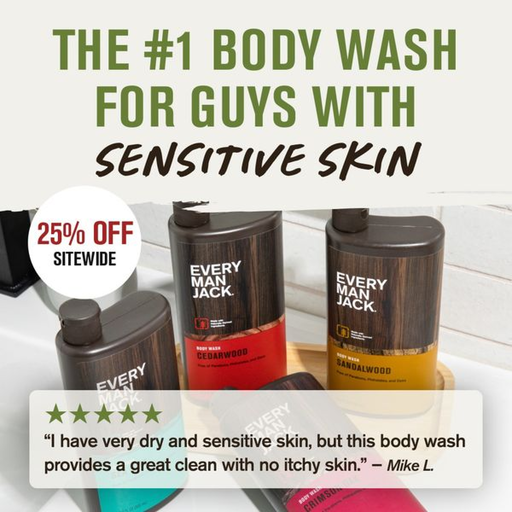 THE #1 BODY WASH
FOR GUYS WITH
SENSITIVE SKIN
25% OFF
SITEWIDE
EVERY
MAN
JACK.
BODY WASH
CEDARWOOD
EVERY
MAN
JACK.
BODY WASH
SANDALWOOD
EVERY
MAN
JACK.
EVERY
MAN
JACK.
BODY WASH
★★★★★
“I have very dry and sensitive skin, but this body wash
provides a great clean with no itchy skin.” – Mike L.